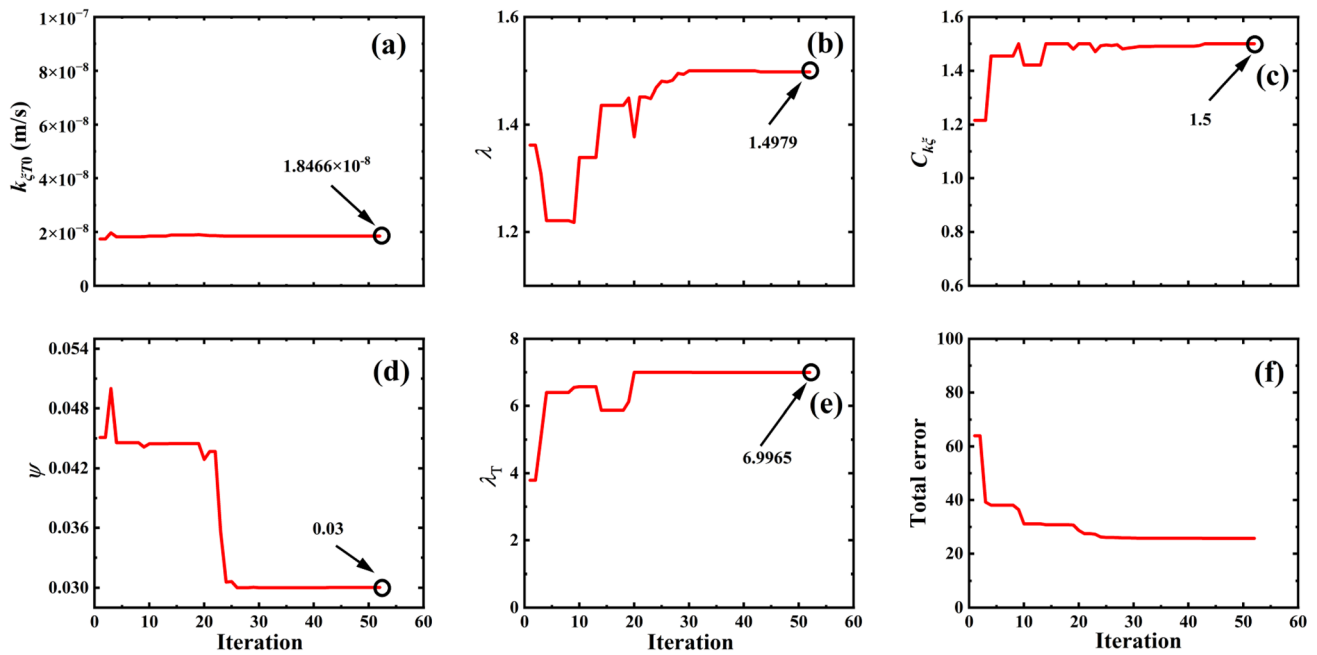 (a)
1×10⁻⁷
8×10⁻⁸
6×10⁻⁸
4×10⁻⁸
2×10⁻⁸
0
k_ξT0 (m/s)
1.8466×10⁻⁸
0 10 20 30 40 50 60
(b)
1.6
1.4
1.2
λ
1.4979
0 10 20 30 40 50 60
(c)
1.6
1.4
1.2
1.0
0.8
0.6
C_kξ
1.5
0 10 20 30 40 50 60
(d)
0.054
0.048
0.042
0.036
0.030
ψ
0.03
0 10 20 30 40 50 60
Iteration
(e)
8
6
4
2
0
λ_T
6.9965
0 10 20 30 40 50 60
Iteration
(f)
100
80
60
40
20
0
Total error
0 10 20 30 40 50 60
Iteration